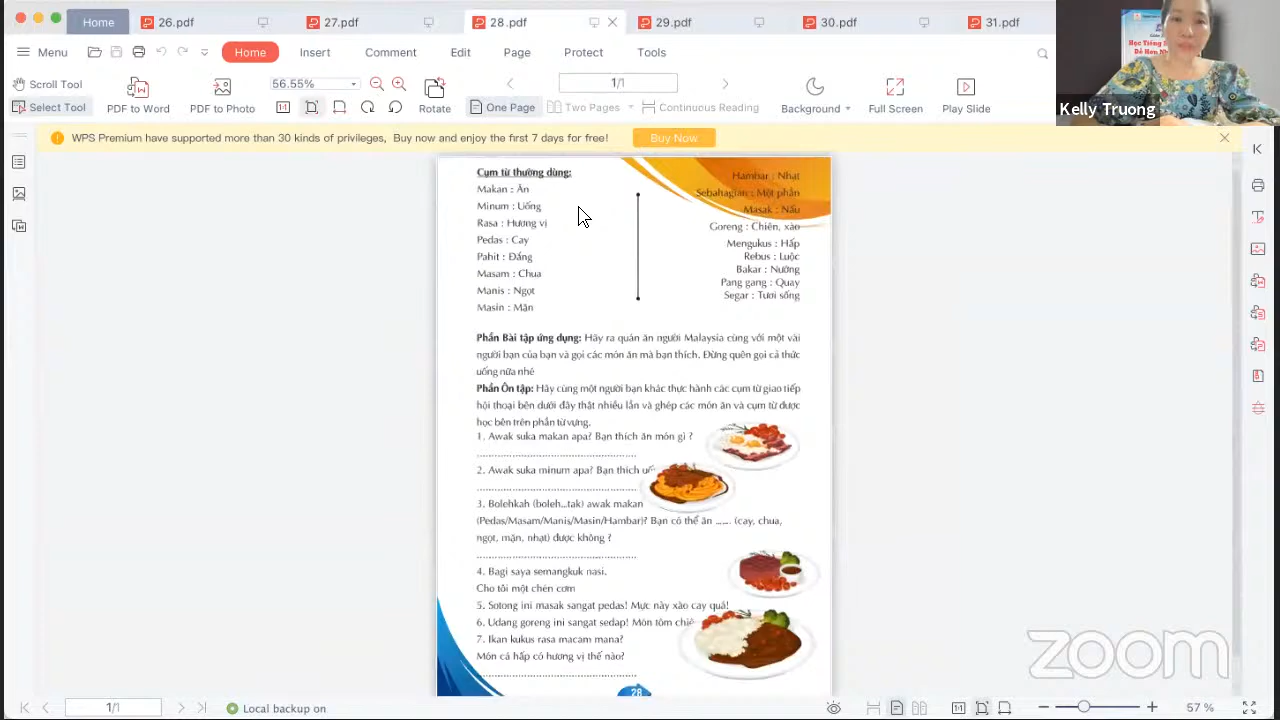 Home
26.pdf
27.pdf
28.pdf
29.pdf
30.pdf
31.pdf
Menu
Home
Insert
Comment
Edit
Page
Protect
Tools
Scroll Tool
Select Tool
PDF to Word
PDF to Photo
56.55%
Rotate
1/1
One Page
Two Pages
Continuous Reading
Background
Full Screen
Play Slide
Kelly Truong
WPS Premium have supported more than 30 kinds of privileges, Buy now and enjoy the first 7 days for free!
Buy Now
Cụm từ thường dùng:
Makan : Ăn
Minum : Uống
Rasa : Hương vị
Pedas : Cay
Pahit : Đắng
Masam : Chua
Manis : Ngọt
Masin : Mặn
Hambar : Nhạt
Sebahagian : Một phần
Masak : Nấu
Goreng : Chiên, xào
Mengukus : Hấp
Rebus : Luộc
Bakar : Nướng
Pang gang : Quay
Segar : Tươi sống
Phần Bài tập ứng dụng: Hãy ra quán ăn người Malaysia cùng với một vài
người bạn của bạn và gọi các món ăn mà bạn thích. Đừng quên gọi cả thức
uống nữa nhé
Phần Ôn tập: Hãy cùng một người bạn khác thực hành các cụm từ giao tiếp
hội thoại bên dưới đây thật nhiều lần và ghép các món ăn và cụm từ được
học bên trên phần từ vựng.
1. Awak suka makan apa? Bạn thích ăn món gì ?
2. Awak suka minum apa? Bạn thích
3. Bolehkah (boleh...tak) awak makan
(Pedas/Masam/Manis/Masin/Hambar)? Bạn có thể ăn ...... (cay, chua,
ngọt, mặn, nhạt) được không ?
4. Bagi saya semangkuk nasi.
Cho tôi một chén cơm
5. Sotong ini masak sangat pedas! Mực này xào cay quá!
6. Udang goreng ini sangat sedap! Món tôm
7. Ikan kukus rasa macam mana?
Món cá hấp có hương vị thế nào?
28
zoom
1/1
Local backup on
57 %